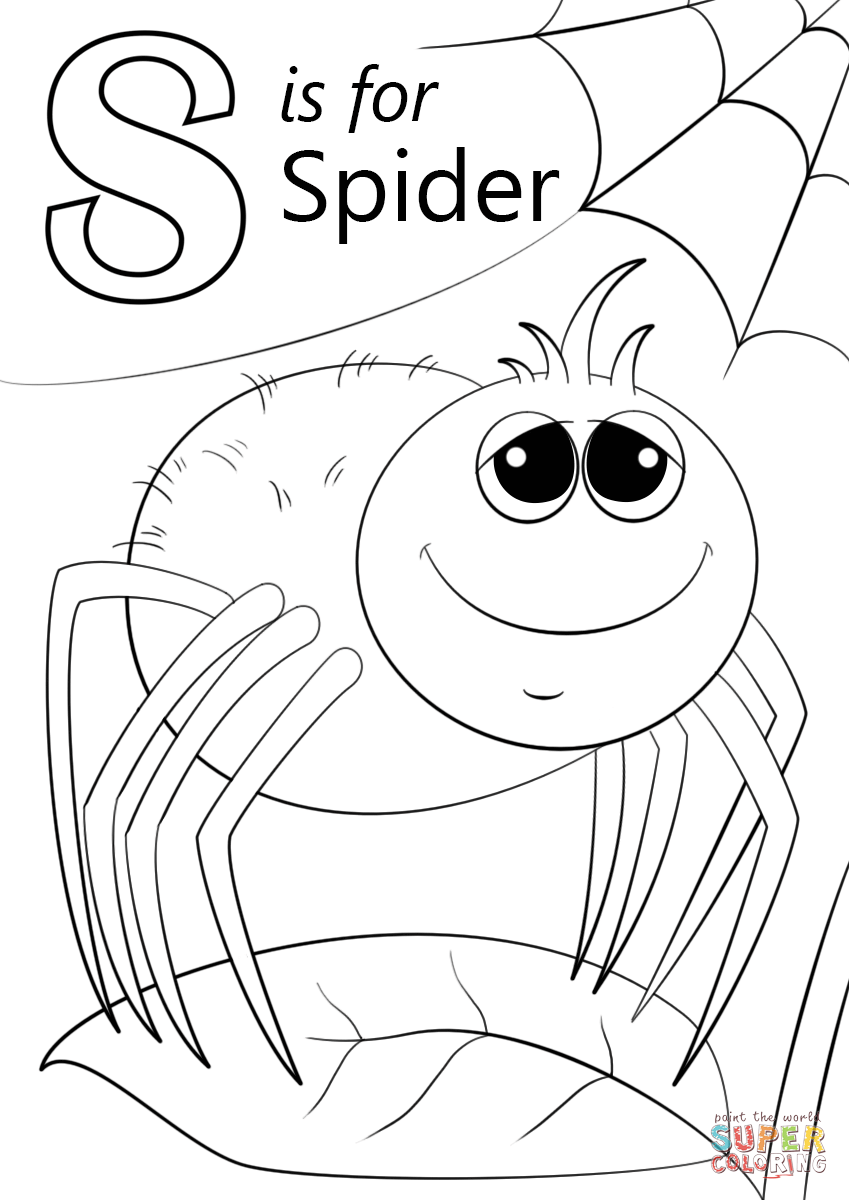 S is for
Spider
paint the world
SUPER
COLORING